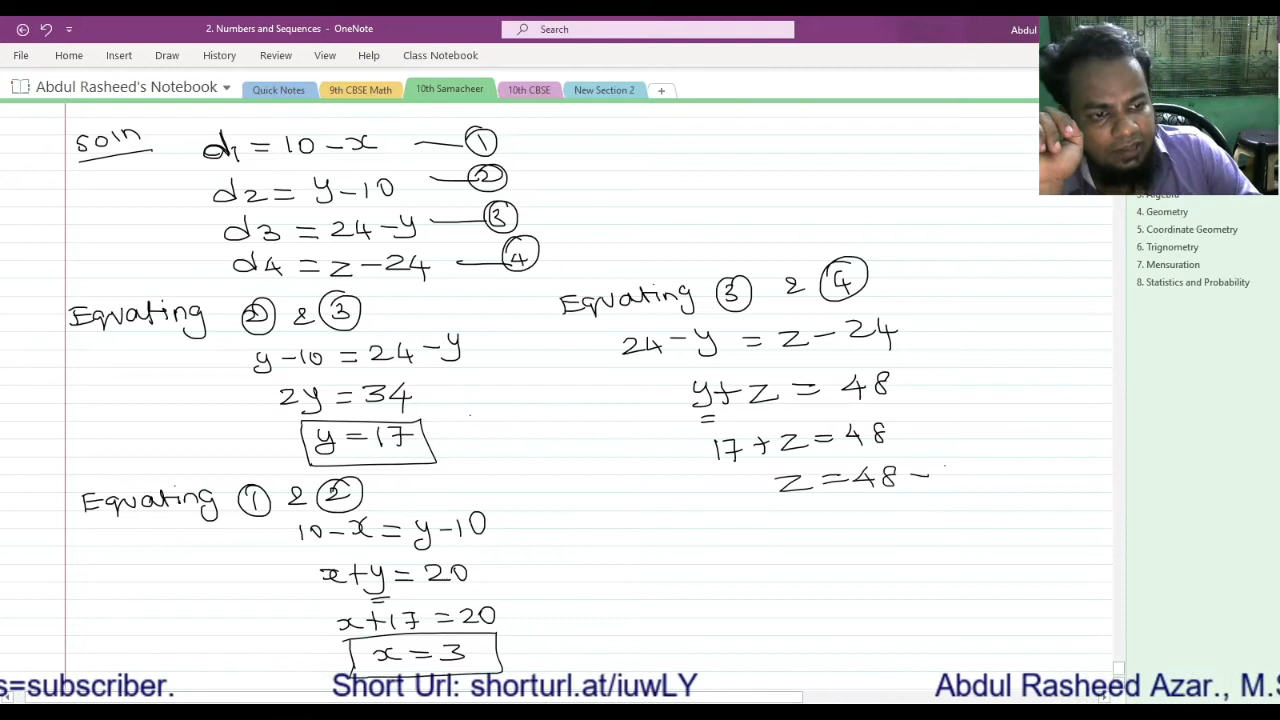 2. Numbers and Sequences - OneNote
Search
Abdul
File Home Insert Draw History Review View Help Class Notebook
Abdul Rasheed's Notebook
Quick Notes 9th CBSE Math 10th Samacheer 10th CBSE New Section 2 +
4. Geometry
5. Coordinate Geometry
6. Trignometry
7. Mensuration
8. Statistics and Probability
Soln d1 = 10 - x — ①
d2 = y - 10 — ②
d3 = 24 - y — ③
d4 = z - 24 — ④
Equating ② & ③
y - 10 = 24 - y
2y = 34
y = 17
Equating ① & ②
10 - x = y - 10
x + y = 20
x + 17 = 20
x = 3
Equating ③ & ④
24 - y = z - 24
y + z = 48
17 + z = 48
z = 48 -
s=subscriber. Short Url: shorturl.at/iuwLY Abdul Rasheed Azar., M.S